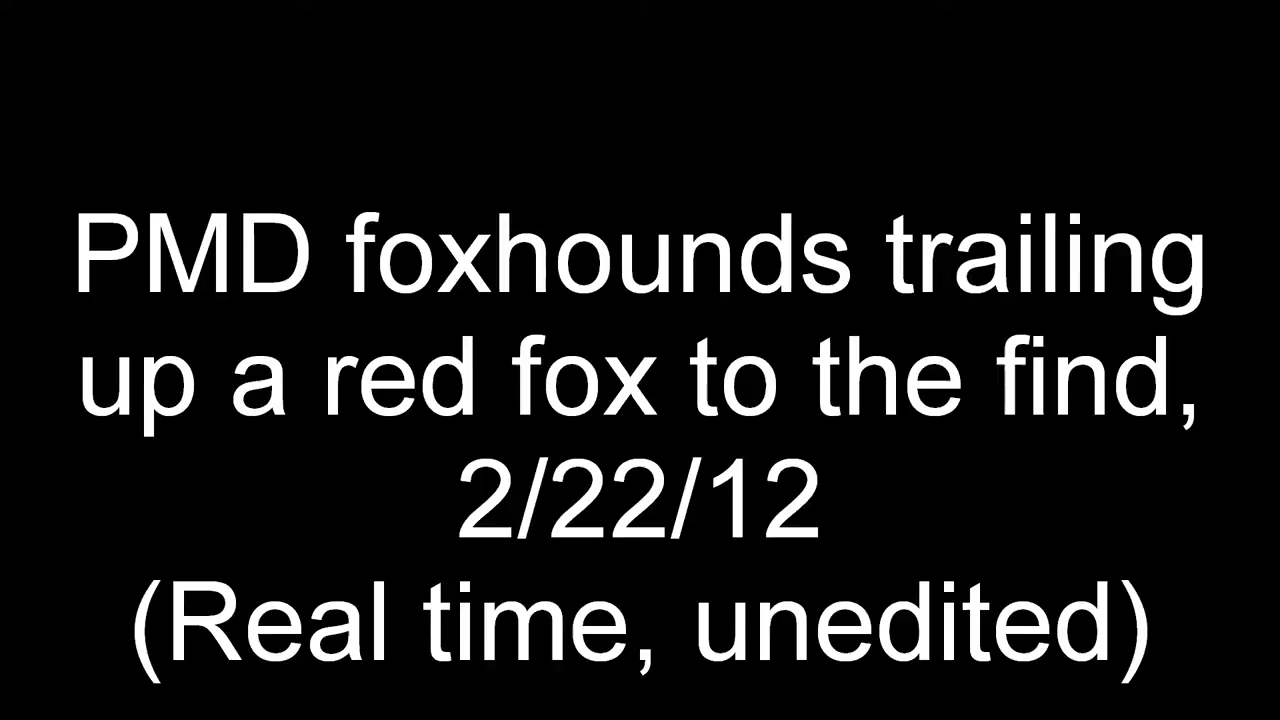 PMD foxhounds trailing
up a red fox to the find,
2/22/12
(Real time, unedited)